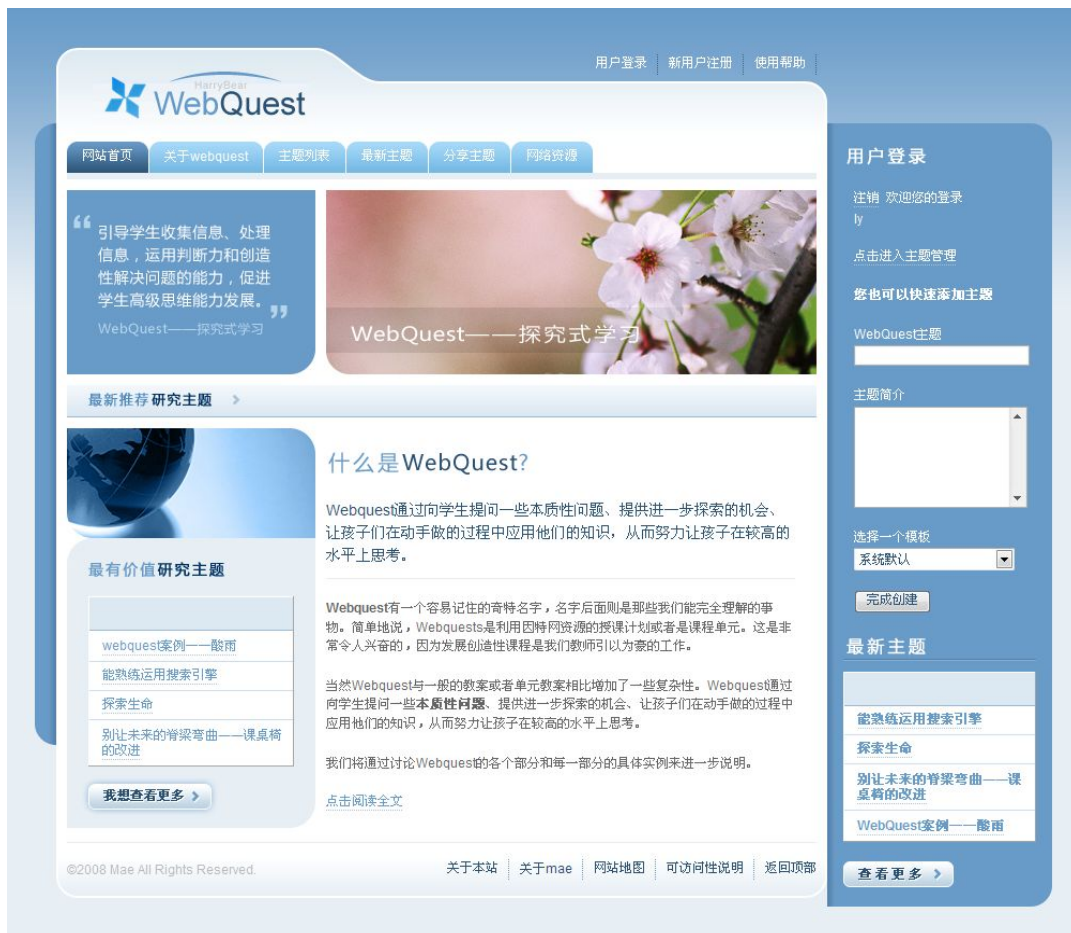 用户登录 新用户注册 使用帮助
HarryBear
WebQuest
网站首页 关于webquest 主题列表 最新主题 分享主题 网络资源
“ 引导学生收集信息、处理
信息，运用判断力和创造
性解决问题的能力，促进
学生高级思维能力发展。 ”
WebQuest——探究式学习
WebQuest——探究式学习
最新推荐研究主题
最有价值研究主题
webquest案例——酸雨
能熟练运用搜索引擎
探索生命
别让未来的脊梁弯曲——课桌椅
的改进
我想查看更多
什么是WebQuest?
Webquest通过向学生提问一些本质性问题、提供进一步探索的机会、
让孩子们在动手做的过程中应用他们的知识，从而努力让孩子在较高的
水平上思考。
Webquest有一个容易记住的奇特名字，名字后面则是那些我们能完全理解的事
物。简单地说，Webquests是利用因特网资源的授课计划或者是课程单元。这是非
常令人兴奋的，因为发展创造性课程是我们教师引以为豪的工作。
当然Webquest与一般的教案或者单元教案相比增加了一些复杂性。Webquest通过
向学生提问一些本质性问题、提供进一步探索的机会、让孩子们在动手做的过程中
应用他们的知识，从而努力让孩子在较高的水平上思考。
我们将通过讨论Webquest的各个部分和每一部分的具体实例来进一步说明。
点击阅读全文
用户登录
注销 欢迎您的登录
ly
点击进入主题管理
您也可以快速添加主题
WebQuest主题
主题简介
选择一个模板
系统默认
完成创建
最新主题
能熟练运用搜索引擎
探索生命
别让未来的脊梁弯曲——课
桌椅的改进
WebQuest案例——酸雨
查看更多
©2008 Mae All Rights Reserved.
关于本站 关于mae 网站地图 可访问性说明 返回顶部